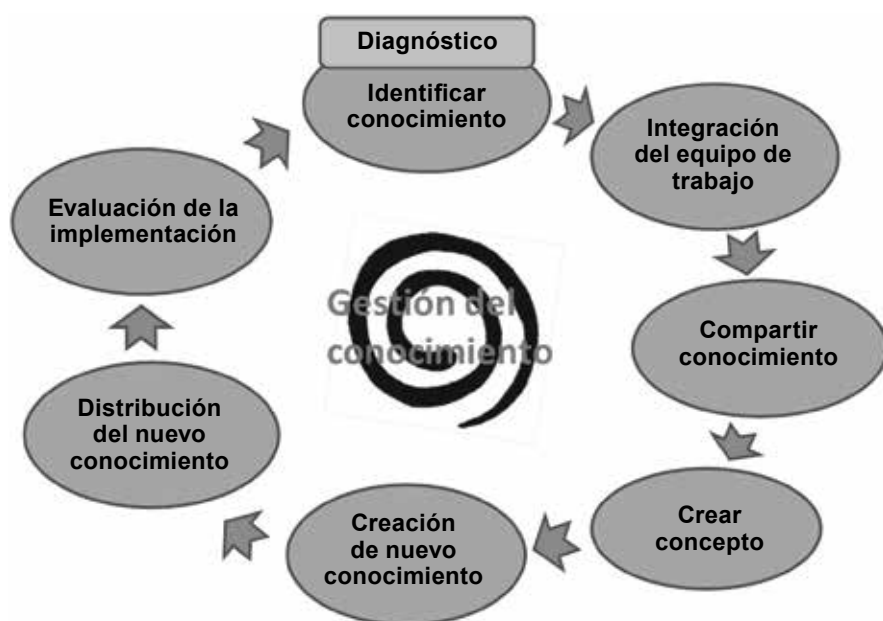 Diagnóstico
Identificar
conocimiento
Integración
del equipo de
trabajo
Compartir
conocimiento
Crear
concepto
Creación
de nuevo
conocimiento
Distribución
del nuevo
conocimiento
Evaluación de la
implementación
Gestión del
conocimiento